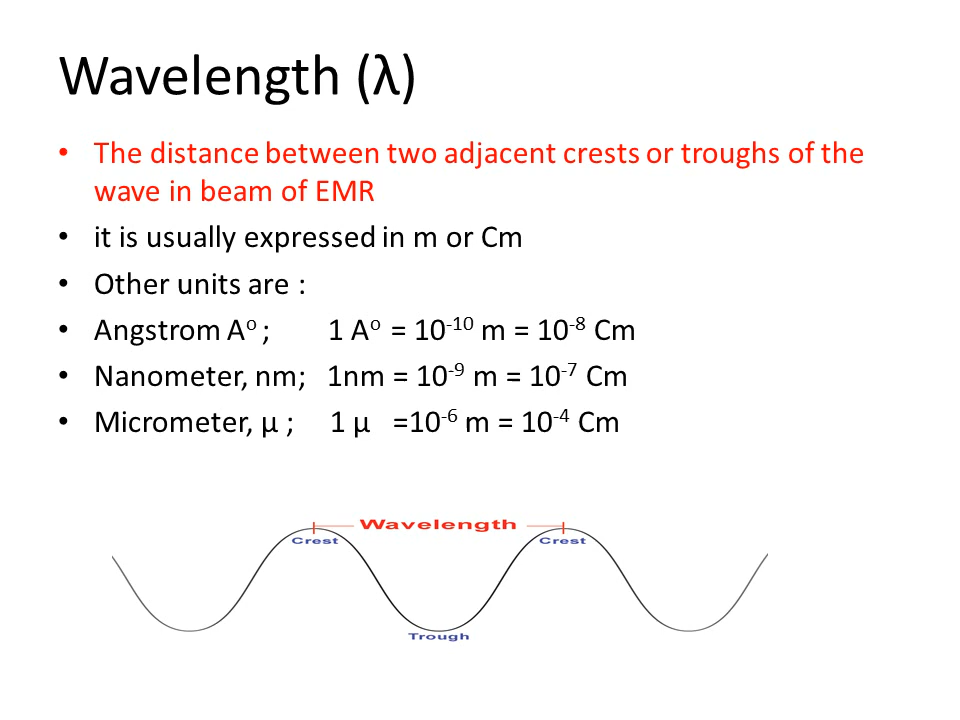 Wavelength (λ)
• The distance between two adjacent crests or troughs of the
wave in beam of EMR
• it is usually expressed in m or Cm
• Other units are :
• Angstrom Aᵒ ; 1 Aᵒ = 10⁻¹⁰ m = 10⁻⁸ Cm
• Nanometer, nm; 1nm = 10⁻⁹ m = 10⁻⁷ Cm
• Micrometer, µ ; 1 µ =10⁻⁶ m = 10⁻⁴ Cm
Wavelength
Crest Crest
Trough